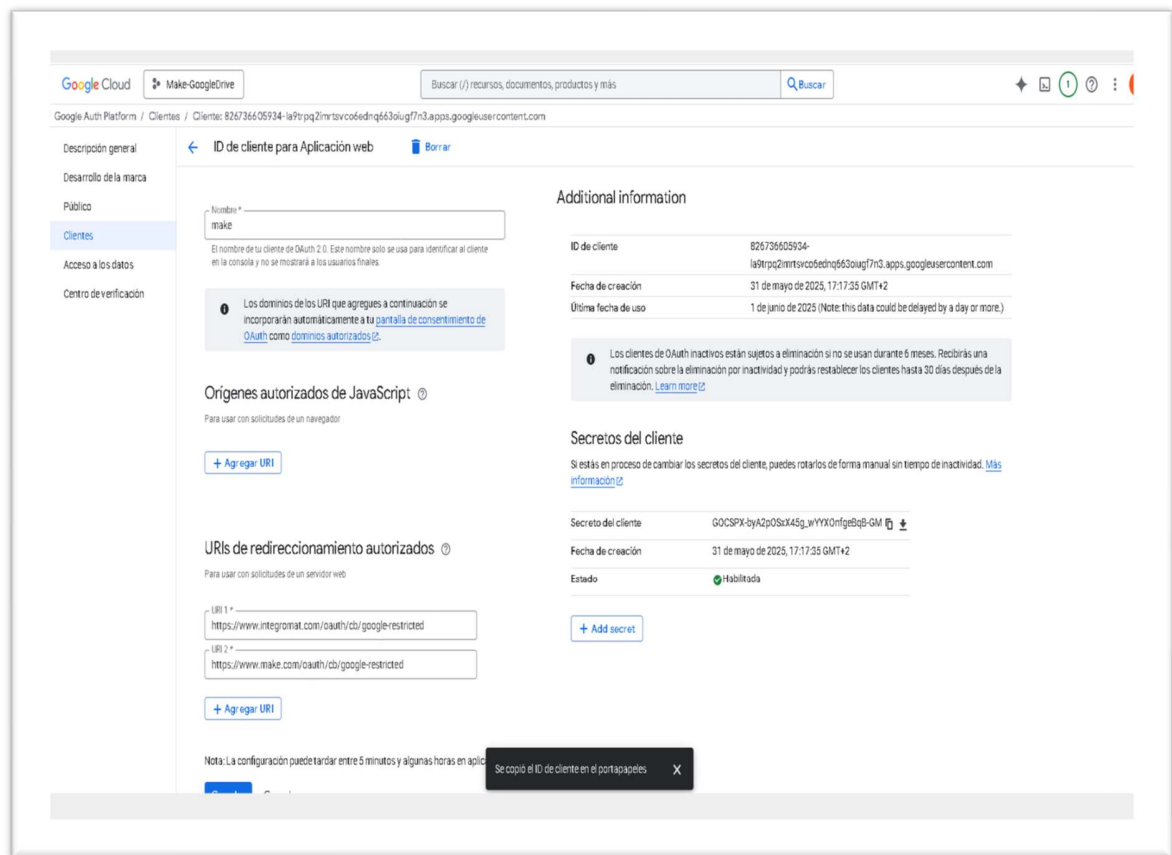 Google Cloud
Make-GoogleDrive
Buscar (/) recursos, documentos, productos y más
Buscar
1
Google Auth Platform / Clientes / Cliente: 826736605934-la9trpq2imrtsvco6ednq663oiugf7n3.apps.googleusercontent.com
Descripción general
Desarrollo de la marca
Público
Clientes
Acceso a los datos
Centro de verificación
ID de cliente para Aplicación web
Borrar
Nombre *
make
El nombre de tu cliente de OAuth 2.0. Este nombre solo se usa para identificar al cliente
en la consola y no se mostrará a los usuarios finales.
Los dominios de los URI que agregues a continuación se
incorporarán automáticamente a tu pantalla de consentimiento de
OAuth como dominios autorizados.
Orígenes autorizados de JavaScript
Para usar con solicitudes de un navegador
+ Agregar URI
URIs de redireccionamiento autorizados
Para usar con solicitudes de un servidor web
URI 1 *
https://www.integromat.com/oauth/cb/google-restricted
URI 2 *
https://www.make.com/oauth/cb/google-restricted
+ Agregar URI
Nota: La configuración puede tardar entre 5 minutos y algunas horas en
Additional information
ID de cliente
826736605934-
la9trpq2imrtsvco6ednq663oiugf7n3.apps.googleusercontent.com
Fecha de creación
31 de mayo de 2025, 17:17:35 GMT+2
Última fecha de uso
1 de junio de 2025 (Note: this data could be delayed by a day or more.)
Los clientes de OAuth inactivos están sujetos a eliminación si no se usan durante 6 meses. Recibirás una
notificación sobre la eliminación por inactividad y podrás restablecer los clientes hasta 30 días después de la
eliminación. Learn more
Secretos del cliente
Si estás en proceso de cambiar los secretos del cliente, puedes rotarlos de forma manual sin tiempo de inactividad. Más
información
Secreto del cliente
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
Fecha de creación
31 de mayo de 2025, 17:17:35 GMT+2
Estado
Habilitada
+ Add secret
Se copió el ID de cliente en el portapapeles
X